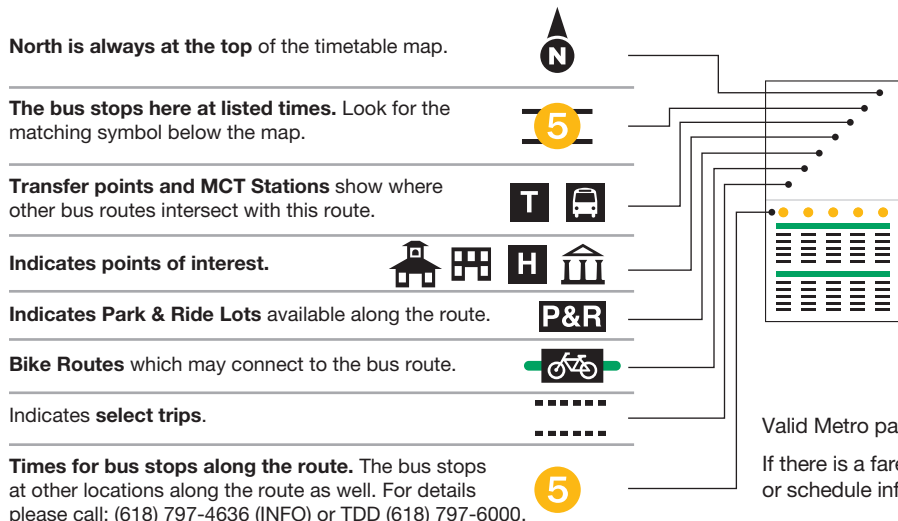 North is always at the top of the timetable map.
N
The bus stops here at listed times. Look for the
matching symbol below the map.
5
Transfer points and MCT Stations show where
other bus routes intersect with this route.
T
Indicates points of interest.
H
Indicates Park & Ride Lots available along the route.
P&R
Bike Routes which may connect to the bus route.
Indicates select trips.
Times for bus stops along the route. The bus stops
at other locations along the route as well. For details
please call: (618) 797-4636 (INFO) or TDD (618) 797-6000.
5
Valid Metro pa
If there is a fare
or schedule inf